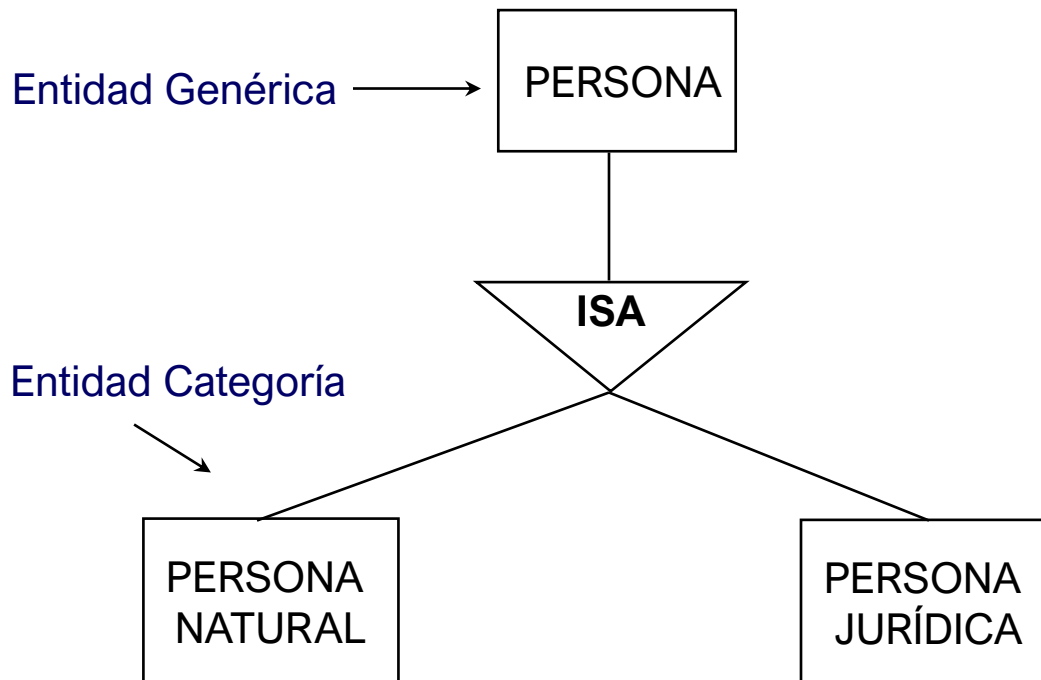 Entidad Genérica
PERSONA
ISA
Entidad Categoría
PERSONA
NATURAL
PERSONA
JURÍDICA